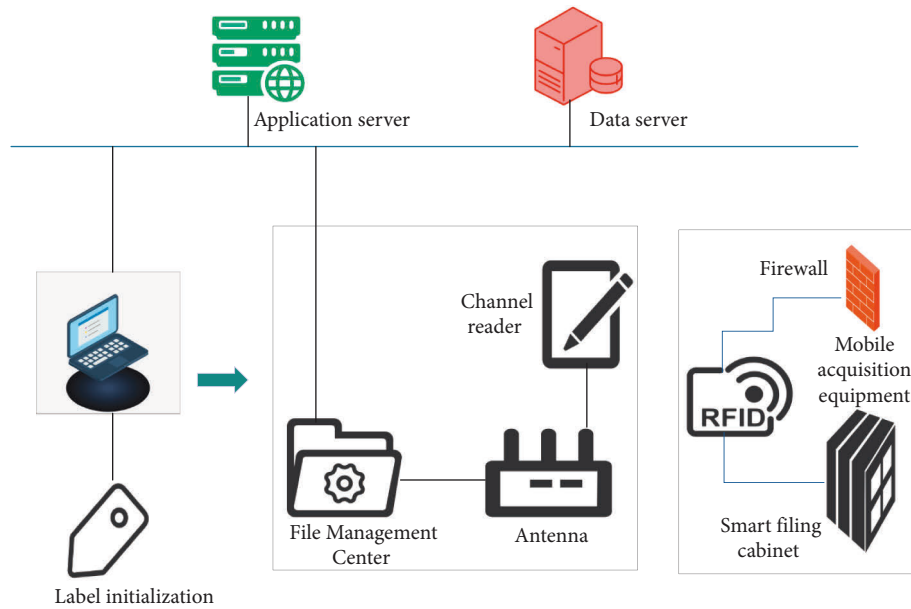 Application server
Data server
Channel
reader
Firewall
Mobile
acquisition
equipment
RFID
File Management
Center
Antenna
Smart filing
cabinet
Label initialization